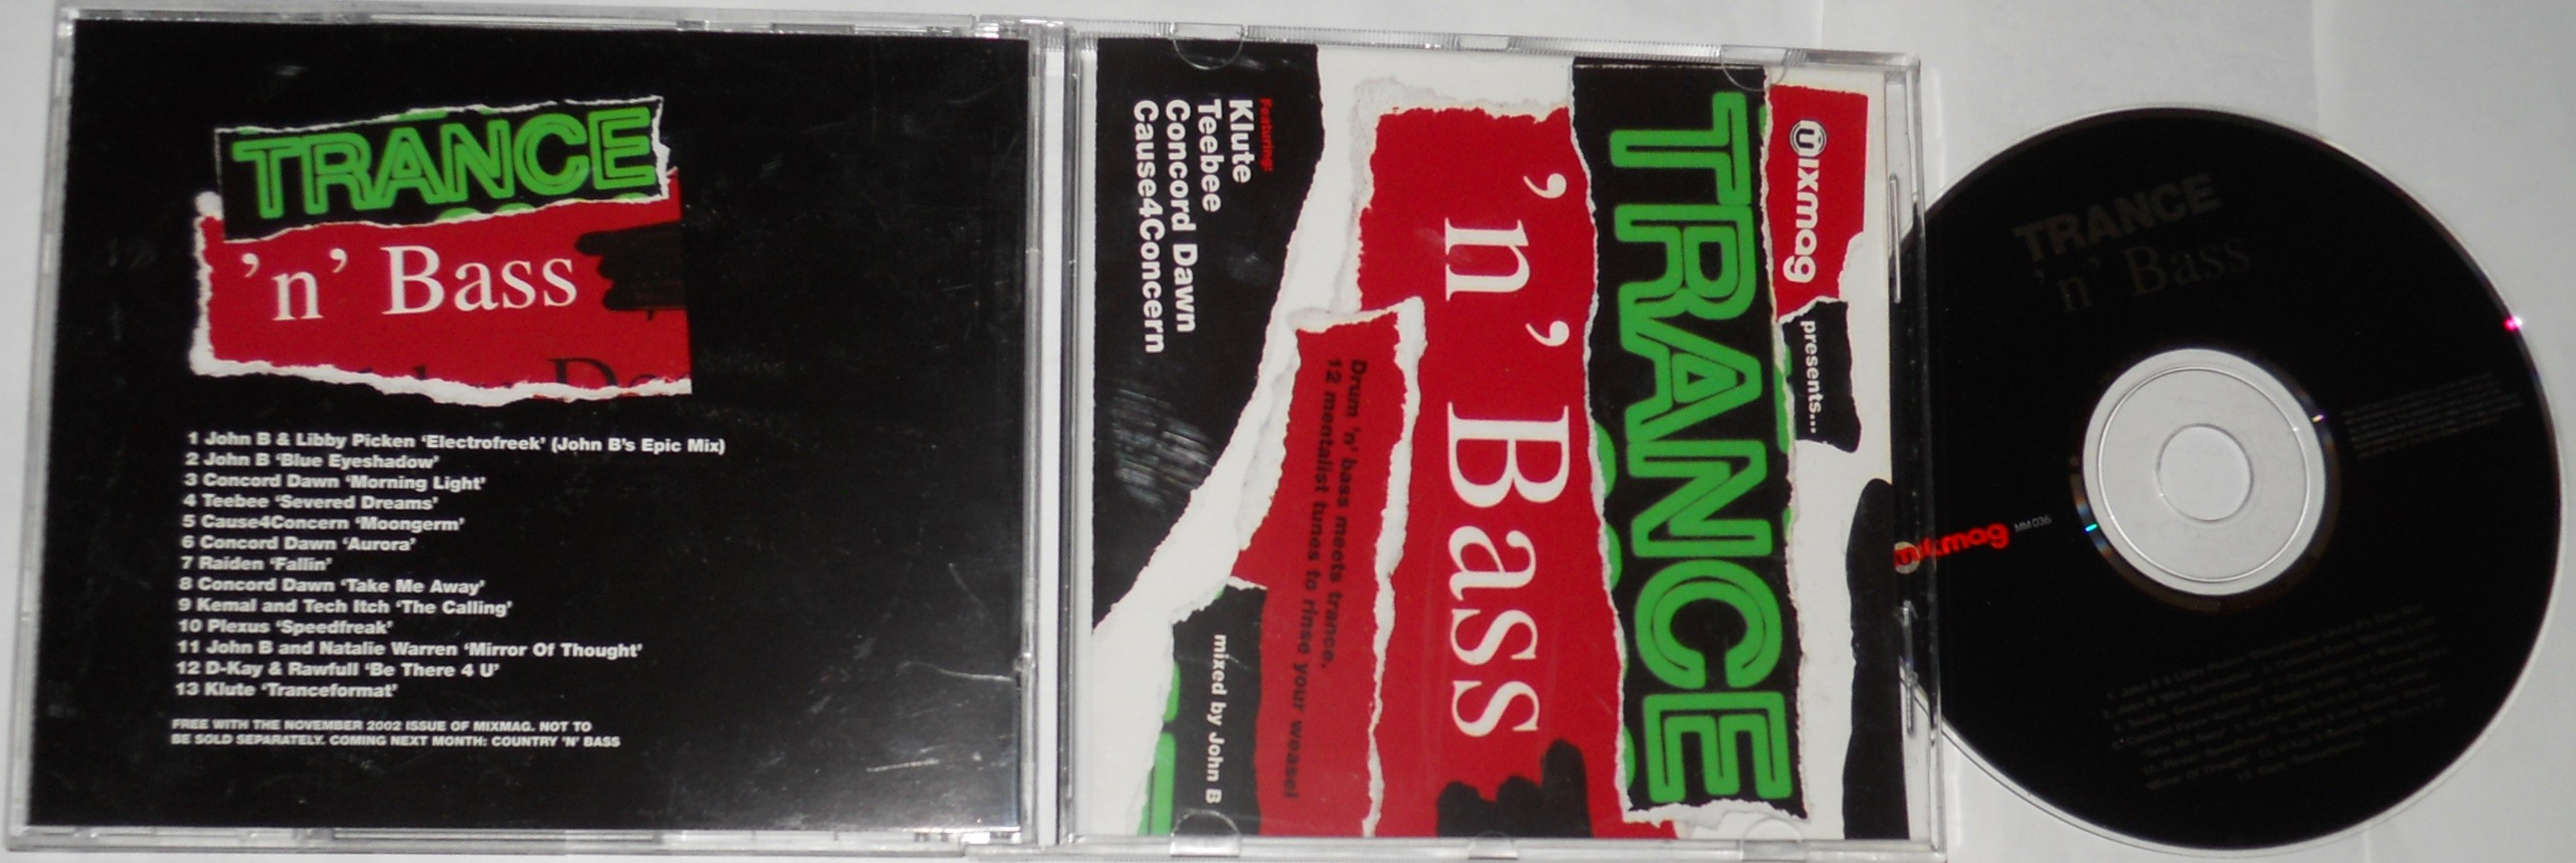 TRANCE
'n' Bass
1 John B & Libby Picken 'Electrofreek' (John B's Epic Mix)
2 John B 'Blue Eyeshadow'
3 Concord Dawn 'Morning Light'
4 Teebee 'Severed Dreams'
5 Cause4Concern 'Moongerm'
6 Concord Dawn 'Aurora'
7 Raiden 'Fallin'
8 Concord Dawn 'Take Me Away'
9 Kemal and Tech Itch 'The Calling'
10 Plexus 'Speedfreak'
11 John B and Natalie Warren 'Mirror Of Thought'
12 D-Kay & Rawfull 'Be There 4 U'
13 Klute 'Tranceformat'
FREE WITH THE NOVEMBER 2002 ISSUE OF MIXMAG. NOT TO
BE SOLD SEPARATELY. COMING NEXT MONTH: COUNTRY 'N' BASS
mixmag
presents...
TRANCE
'n' Bass
Drum 'n' bass meets trance.
12 mentalist tunes to rinse your weasel
mixed by John B
Featuring:
Klute
Teebee
Concord Dawn
Cause4Concern
TRANCE
'n' Bass
mixmag MM036